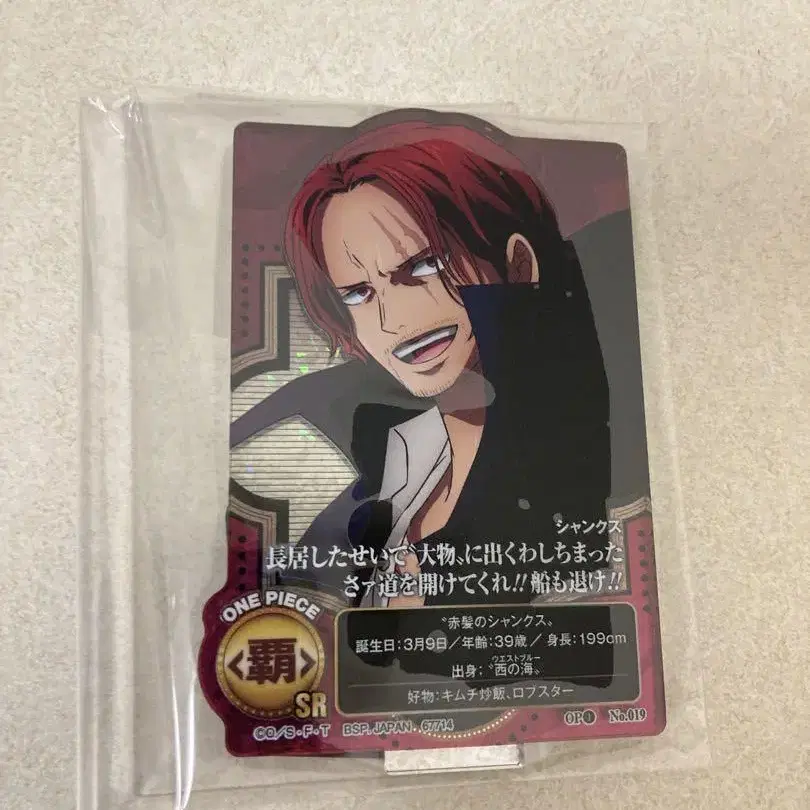 シャンクス
長居したせいで〝大物〟に出くわしちまった
さァ道を開けてくれ!!船も退け!!
ONE PIECE
〈覇〉
SR
〝赤髪のシャンクス〟
誕生日:3月9日/年齢:39歳/身長:199cm
ウエストブルー
出身:〝西の海〟
好物:キムチ炒飯、ロブスター
©O/S・F・T BSP, JAPAN. 67714
OP❶ No.019